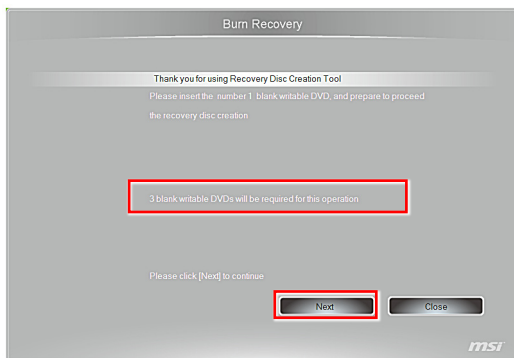 Burn Recovery
Thank you for using Recovery Disc Creation Tool
Please insert the number 1 blank writable DVD, and prepare to proceed
the recovery disc creation
3 blank writable DVDs will be required for this operation
Please click [Next] to continue
Next Close
msi